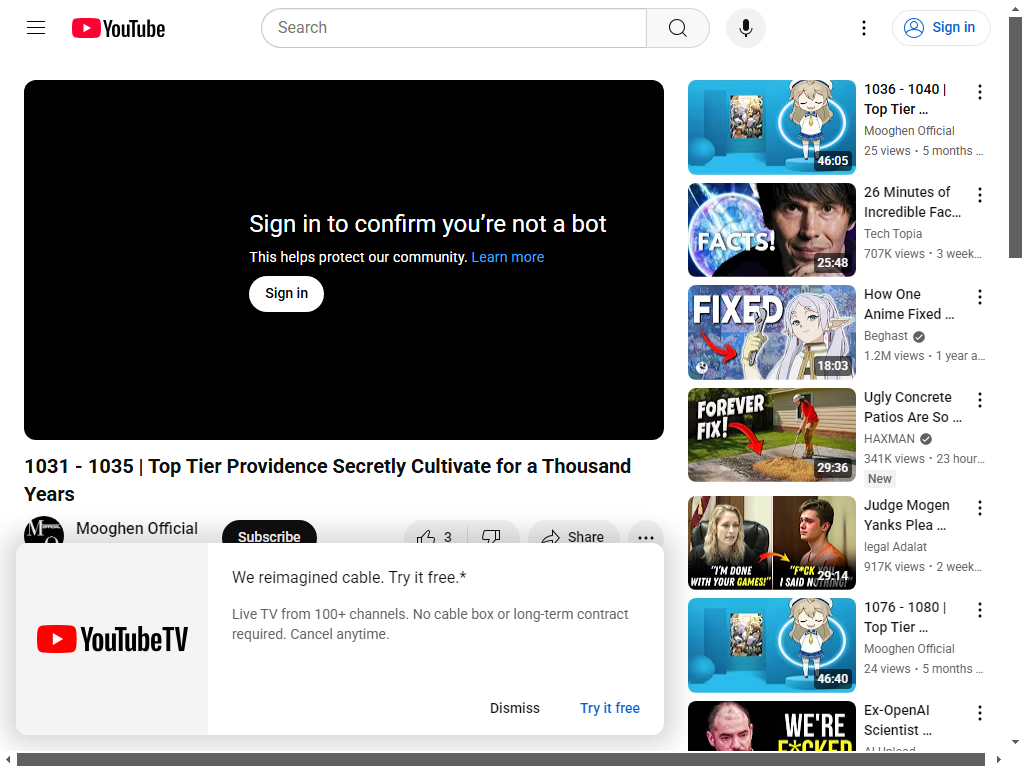 YouTube
Search
Sign in
Sign in to confirm you’re not a bot
This helps protect our community. Learn more
Sign in
1031 - 1035 | Top Tier Providence Secretly Cultivate for a Thousand
Years
Mooghen Official
Subscribe
3
Share
YouTubeTV
We reimagined cable. Try it free.*
Live TV from 100+ channels. No cable box or long-term contract
required. Cancel anytime.
Dismiss
Try it free
46:05
1036 - 1040 |
Top Tier ...
Mooghen Official
25 views • 5 months ...
FACTS!
25:48
26 Minutes of
Incredible Fac...
Tech Topia
707K views • 3 week...
FIXED
18:03
How One
Anime Fixed ...
Beghast
1.2M views • 1 year a...
FOREVER
FIX!
29:36
Ugly Concrete
Patios Are So ...
HAXMAN
341K views • 23 hour...
New
"I'M DONE
WITH YOUR GAMES!"
"F*CK YOU
I SAID NOTHING!"
29:14
Judge Mogen
Yanks Plea ...
legal Adalat
917K views • 2 week...
46:40
1076 - 1080 |
Top Tier ...
Mooghen Official
24 views • 5 months ...
WE'RE
F*CKED
Ex-OpenAI
Scientist ...
AI Upload